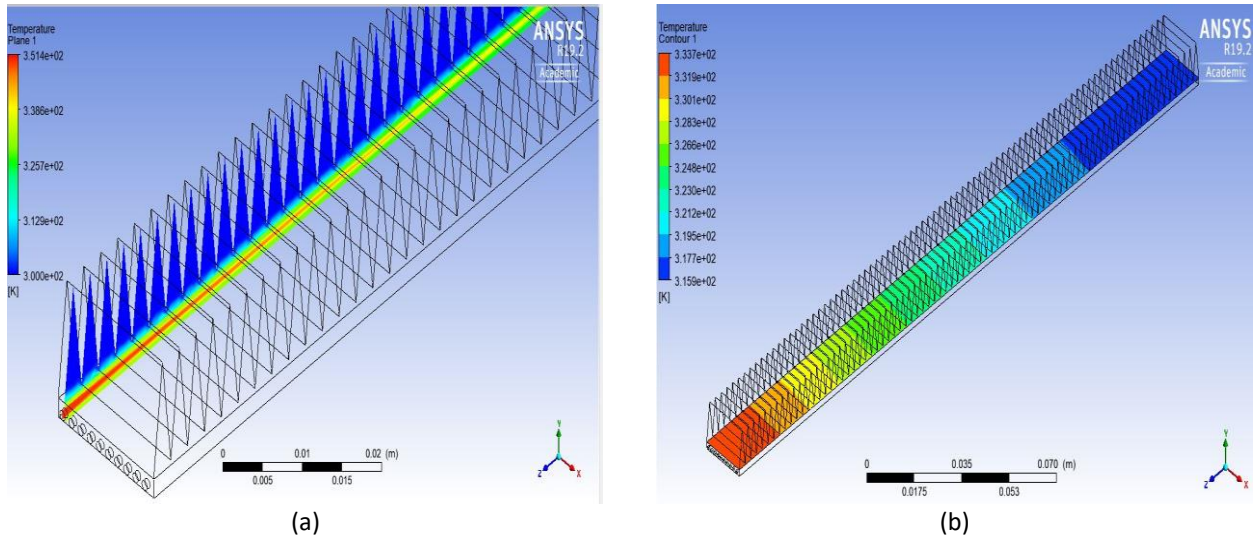 Temperature
Plane 1
3.514e+02
3.386e+02
3.257e+02
3.129e+02
3.000e+02
[K]
ANSYS
R19.2
Academic
0 0.01 0.02 (m)
0.005 0.015
Y
Z
X
(a)
Temperature
Contour 1
3.337e+02
3.319e+02
3.301e+02
3.283e+02
3.266e+02
3.248e+02
3.230e+02
3.212e+02
3.195e+02
3.177e+02
3.159e+02
[K]
ANSYS
R19.2
Academic
0 0.035 0.070 (m)
0.0175 0.053
Y
Z
X
(b)